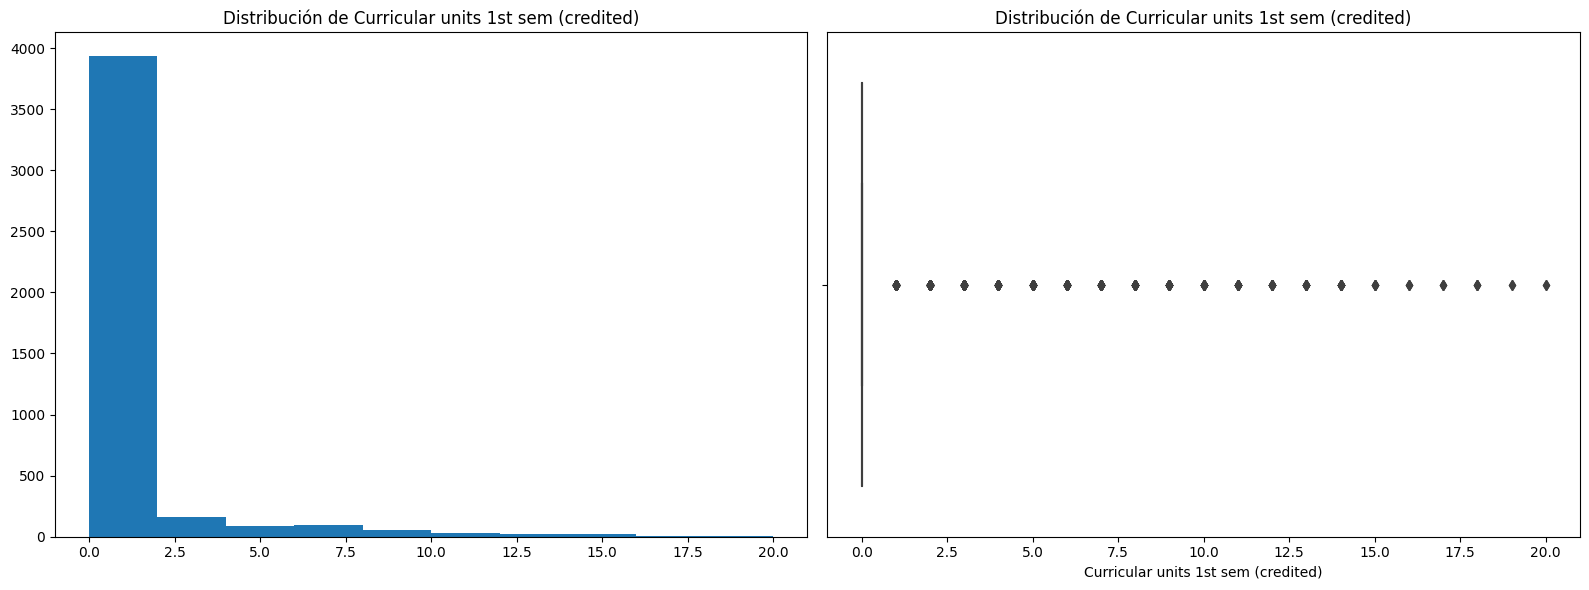 Distribución de Curricular units 1st sem (credited)
4000
3500
3000
2500
2000
1500
1000
500
0
0.0 2.5 5.0 7.5 10.0 12.5 15.0 17.5 20.0
Distribución de Curricular units 1st sem (credited)
0.0 2.5 5.0 7.5 10.0 12.5 15.0 17.5 20.0
Curricular units 1st sem (credited)